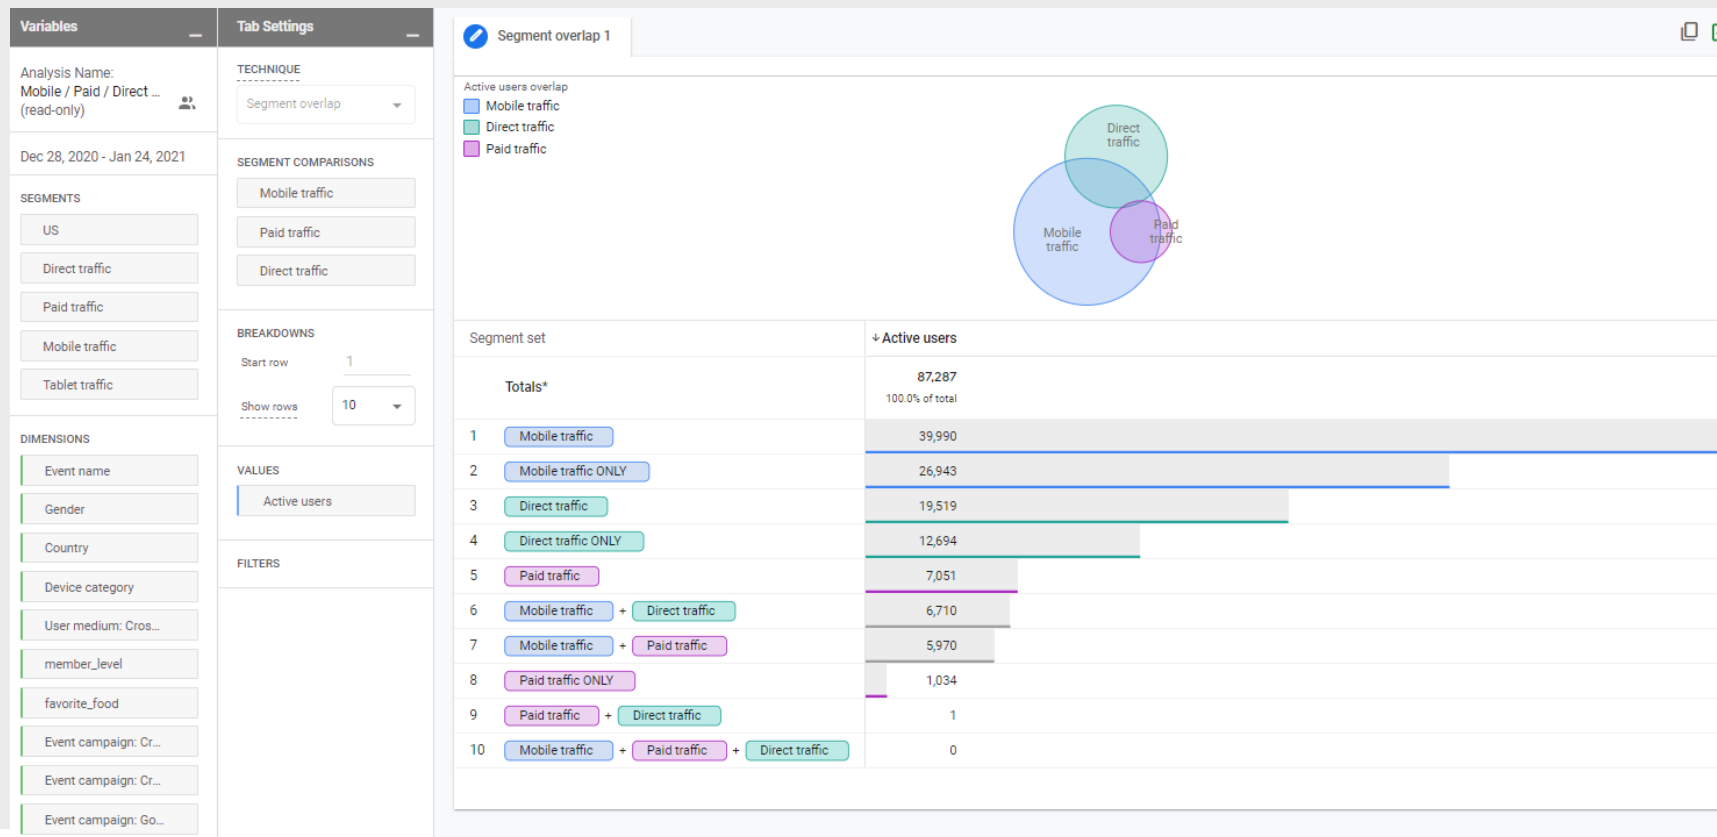 Variables
Analysis Name:
Mobile / Paid / Direct ...
(read-only)
Dec 28, 2020 - Jan 24, 2021
SEGMENTS
US
Direct traffic
Paid traffic
Mobile traffic
Tablet traffic
DIMENSIONS
Event name
Gender
Country
Device category
User medium: Cros...
member_level
favorite_food
Event campaign: Cr...
Event campaign: Cr...
Event campaign: Go...
Tab Settings
TECHNIQUE
Segment overlap
SEGMENT COMPARISONS
Mobile traffic
Paid traffic
Direct traffic
BREAKDOWNS
Start row 1
Show rows 10
VALUES
Active users
FILTERS
Segment overlap 1
Active users overlap
Mobile traffic
Direct traffic
Paid traffic
Direct
traffic
Mobile
traffic
Paid
traffic
Segment set ↓ Active users
Totals* 87,287
100.0% of total
1 Mobile traffic 39,990
2 Mobile traffic ONLY 26,943
3 Direct traffic 19,519
4 Direct traffic ONLY 12,694
5 Paid traffic 7,051
6 Mobile traffic + Direct traffic 6,710
7 Mobile traffic + Paid traffic 5,970
8 Paid traffic ONLY 1,034
9 Paid traffic + Direct traffic 1
10 Mobile traffic + Paid traffic + Direct traffic 0